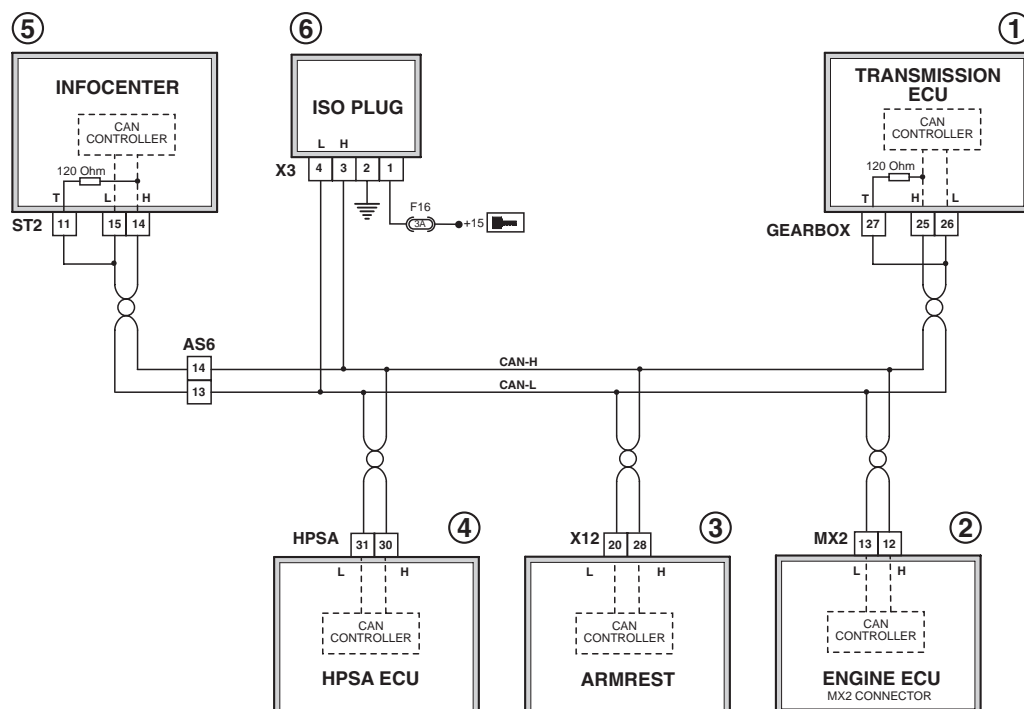 5
6
1
INFOCENTER
CAN
CONTROLLER
120 Ohm
T
L
H
ST2
11
15
14
ISO PLUG
L
H
X3
4
3
2
1
F16
3A
+15
TRANSMISSION
ECU
CAN
CONTROLLER
120 Ohm
T
H
L
GEARBOX
27
25
26
AS6
14
13
CAN-H
CAN-L
HPSA
31
30
4
L
H
CAN
CONTROLLER
HPSA ECU
X12
20
28
3
L
H
CAN
CONTROLLER
ARMREST
MX2
13
12
2
L
H
CAN
CONTROLLER
ENGINE ECU
MX2 CONNECTOR